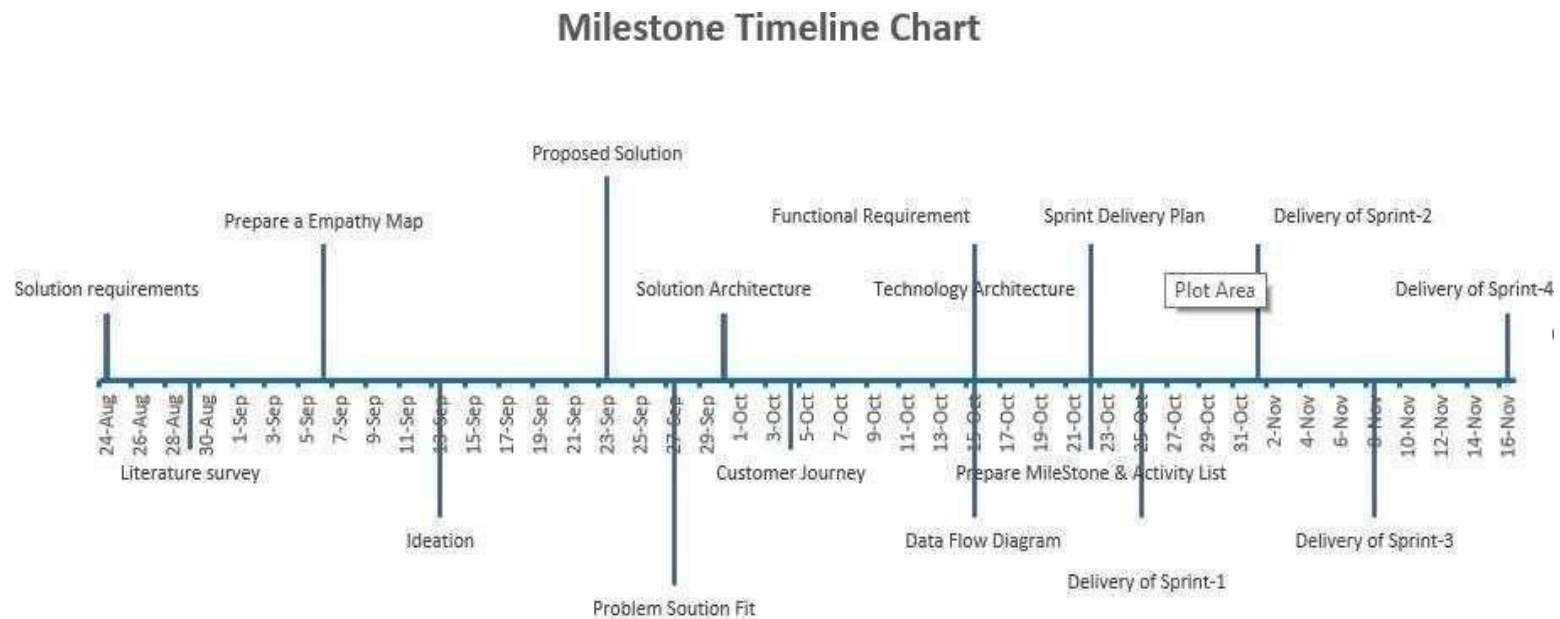 Milestone Timeline Chart
Proposed Solution
Prepare a Empathy Map
Functional Requirement
Sprint Delivery Plan
Delivery of Sprint-2
Solution requirements
Solution Architecture
Technology Architecture
Plot Area
Delivery of Sprint-4
24-Aug
26-Aug
28-Aug
30-Aug
1-Sep
3-Sep
5-Sep
7-Sep
9-Sep
11-Sep
13-Sep
15-Sep
17-Sep
19-Sep
21-Sep
23-Sep
25-Sep
27-Sep
29-Sep
1-Oct
3-Oct
5-Oct
7-Oct
9-Oct
11-Oct
13-Oct
15-Oct
17-Oct
19-Oct
21-Oct
23-Oct
25-Oct
27-Oct
29-Oct
31-Oct
2-Nov
4-Nov
6-Nov
8-Nov
10-Nov
12-Nov
14-Nov
16-Nov
Literature survey
Customer Journey
Prepare MileStone & Activity List
Ideation
Data Flow Diagram
Delivery of Sprint-3
Delivery of Sprint-1
Problem Soution Fit